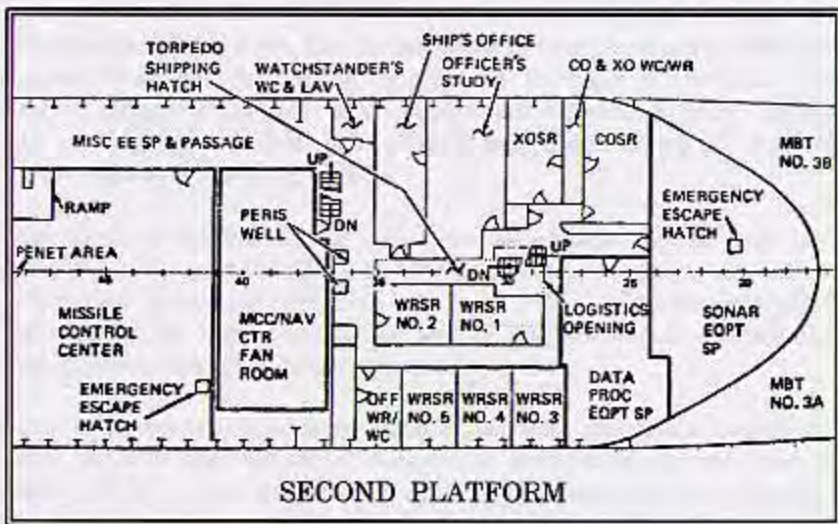 TORPEDO
SHIPPING
HATCH
WATCHSTANDER'S
WC & LAV
SHIP'S OFFICE
OFFICER'S
STUDY
CO & XO WC/WR
MISC EE SP & PASSAGE
UP
XOSR
COSR
MBT
NO. 3B
RAMP
DN
PERIS
WELL
EMERGENCY
ESCAPE
HATCH
PENET AREA
DN
UP
45
40
35
30
25
20
MISSILE
CONTROL
CENTER
MCC/NAV
CTR
FAN
ROOM
WRSR
NO. 2
WRSR
NO. 1
LOGISTICS
OPENING
SONAR
EQPT
SP
EMERGENCY
ESCAPE
HATCH
OFF
WR/
WC
WRSR
NO. 5
WRSR
NO. 4
WRSR
NO. 3
DATA
PROC
EQPT SP
MBT
NO. 3A
SECOND PLATFORM